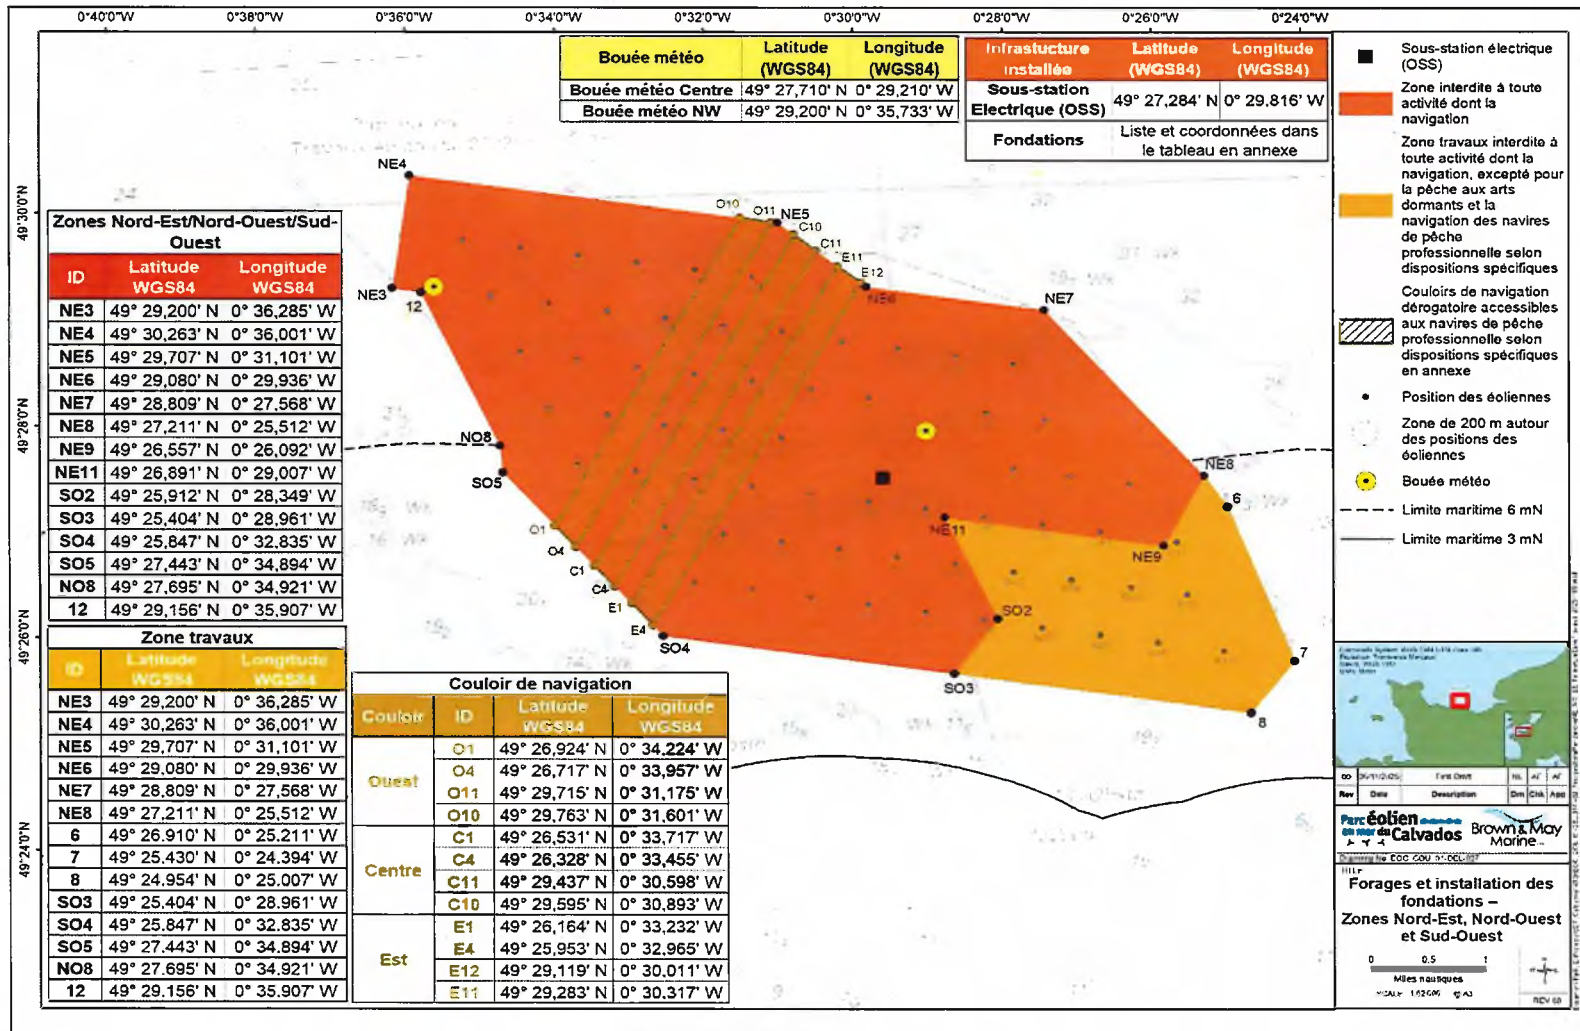 0°40'0"W 0°38'0"W 0°36'0"W 0°34'0"W 0°32'0"W 0°30'0"W 0°28'0"W 0°26'0"W 0°24'0"W
49°30'0"N
49°28'0"N
49°26'0"N
49°24'0"N
Bouée météo Latitude (WGS84) Longitude (WGS84)
Bouée météo Centre 49° 27,710' N 0° 29,210' W
Bouée météo NW 49° 29,200' N 0° 35,733' W
Infrastucture installée Latitude (WGS84) Longitude (WGS84)
Sous-station Electrique (OSS) 49° 27,284' N 0° 29,816' W
Fondations Liste et coordonnées dans
le tableau en annexe
Zones Nord-Est/Nord-Ouest/Sud-
Ouest
ID Latitude WGS84 Longitude WGS84
NE3 49° 29,200' N 0° 36,285' W
NE4 49° 30,263' N 0° 36,001' W
NE5 49° 29,707' N 0° 31,101' W
NE6 49° 29,080' N 0° 29,936' W
NE7 49° 28,809' N 0° 27,568' W
NE8 49° 27,211' N 0° 25,512' W
NE9 49° 26,557' N 0° 26,092' W
NE11 49° 26,891' N 0° 29,007' W
SO2 49° 25,912' N 0° 28,349' W
SO3 49° 25,404' N 0° 28,961' W
SO4 49° 25,847' N 0° 32,835' W
SO5 49° 27,443' N 0° 34,894' W
NO8 49° 27,695' N 0° 34,921' W
12 49° 29,156' N 0° 35,907' W
Zone travaux
ID Latitude WGS84 Longitude WGS84
NE3 49° 29,200' N 0° 36,285' W
NE4 49° 30,263' N 0° 36,001' W
NE5 49° 29,707' N 0° 31,101' W
NE6 49° 29,080' N 0° 29,936' W
NE7 49° 28,809' N 0° 27,568' W
NE8 49° 27,211' N 0° 25,512' W
6 49° 26,910' N 0° 25,211' W
7 49° 25,430' N 0° 24,394' W
8 49° 24,954' N 0° 25,007' W
SO3 49° 25,404' N 0° 28,961' W
SO4 49° 25,847' N 0° 32,835' W
SO5 49° 27,443' N 0° 34,894' W
NO8 49° 27,695' N 0° 34,921' W
12 49° 29,156' N 0° 35,907' W
Couloir de navigation
Couloir ID Latitude WGS84 Longitude WGS84
Ouest
O1 49° 26,924' N 0° 34,224' W
O4 49° 26,717' N 0° 33,957' W
O11 49° 29,715' N 0° 31,175' W
O10 49° 29,763' N 0° 31,601' W
Centre
C1 49° 26,531' N 0° 33,717' W
C4 49° 26,328' N 0° 33,455' W
C11 49° 29,437' N 0° 30,598' W
C10 49° 29,595' N 0° 30,893' W
Est
E1 49° 26,164' N 0° 33,232' W
E4 49° 25,953' N 0° 32,965' W
E12 49° 29,119' N 0° 30,011' W
E11 49° 29,283' N 0° 30,317' W
NE4
O10
O11
NE5
C10
C11
E11
E12
NE6
NE7
NE3
12
NO8
SO5
O1
O4
C1
C4
E1
E4
SO4
NE11
NE9
NE8
6
SO2
SO3
7
8
Sous-station électrique
(OSS)
Zone interdite à toute
activité dont la
navigation
Zone travaux interdite à
toute activité dont la
navigation, excepté pour
la pêche aux arts
dormants et la
navigation des navires
de pêche
professionnelle selon
dispositions spécifiques
Couloirs de navigation
dérogatoire accessibles
aux navires de pêche
professionnelle selon
dispositions spécifiques
en annexe
Position des éoliennes
Zone de 200 m autour
des positions des
éoliennes
Bouée météo
Limite maritime 6 mN
Limite maritime 3 mN
Rev Date Description Drn Chk App
Parc éolien
en mer du Calvados
Brown & May
Marine
Forages et installation des
fondations –
Zones Nord-Est, Nord-Ouest
et Sud-Ouest
0 0.5 1
Miles nautiques